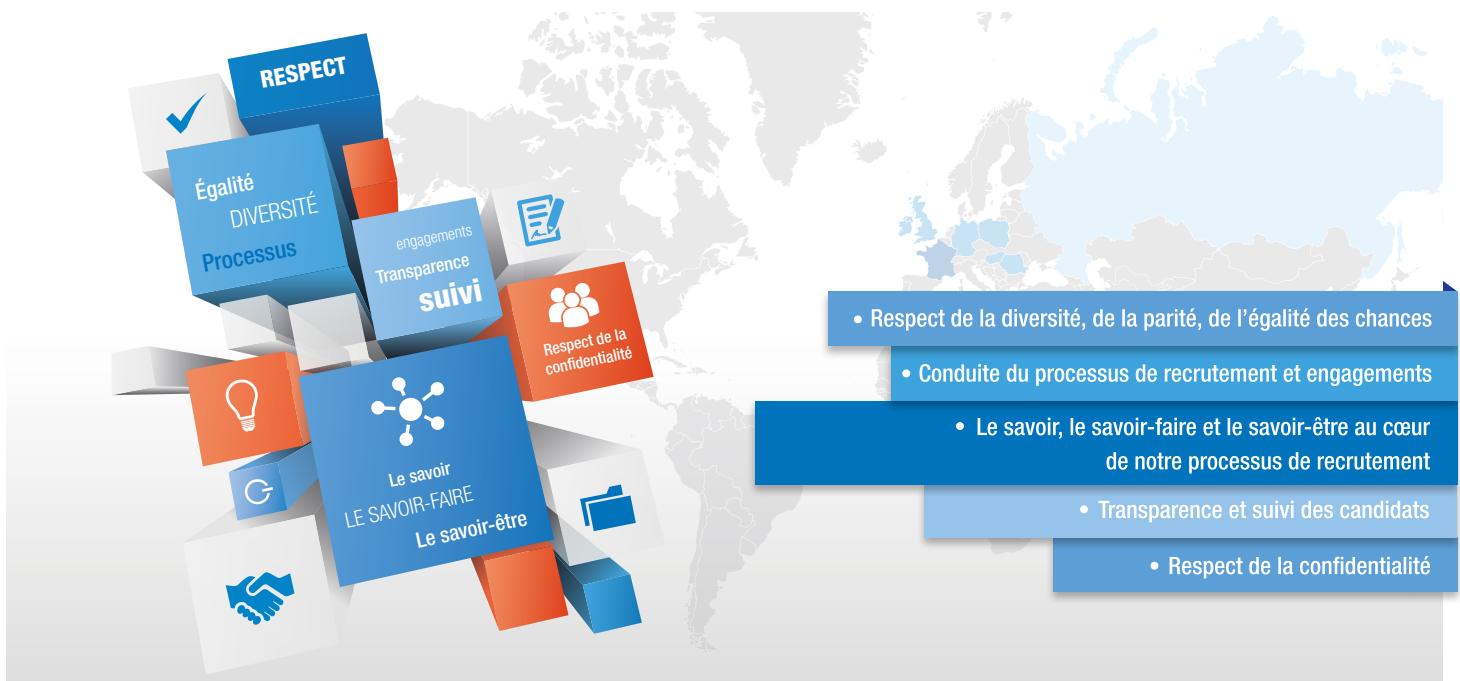 RESPECT
Égalité
DIVERSITÉ
Processus
engagements
Transparence
suivi
Respect de la
confidentialité
Le savoir
LE SAVOIR-FAIRE
Le savoir-être
• Respect de la diversité, de la parité, de l’égalité des chances
• Conduite du processus de recrutement et engagements
• Le savoir, le savoir-faire et le savoir-être au cœur
de notre processus de recrutement
• Transparence et suivi des candidats
• Respect de la confidentialité